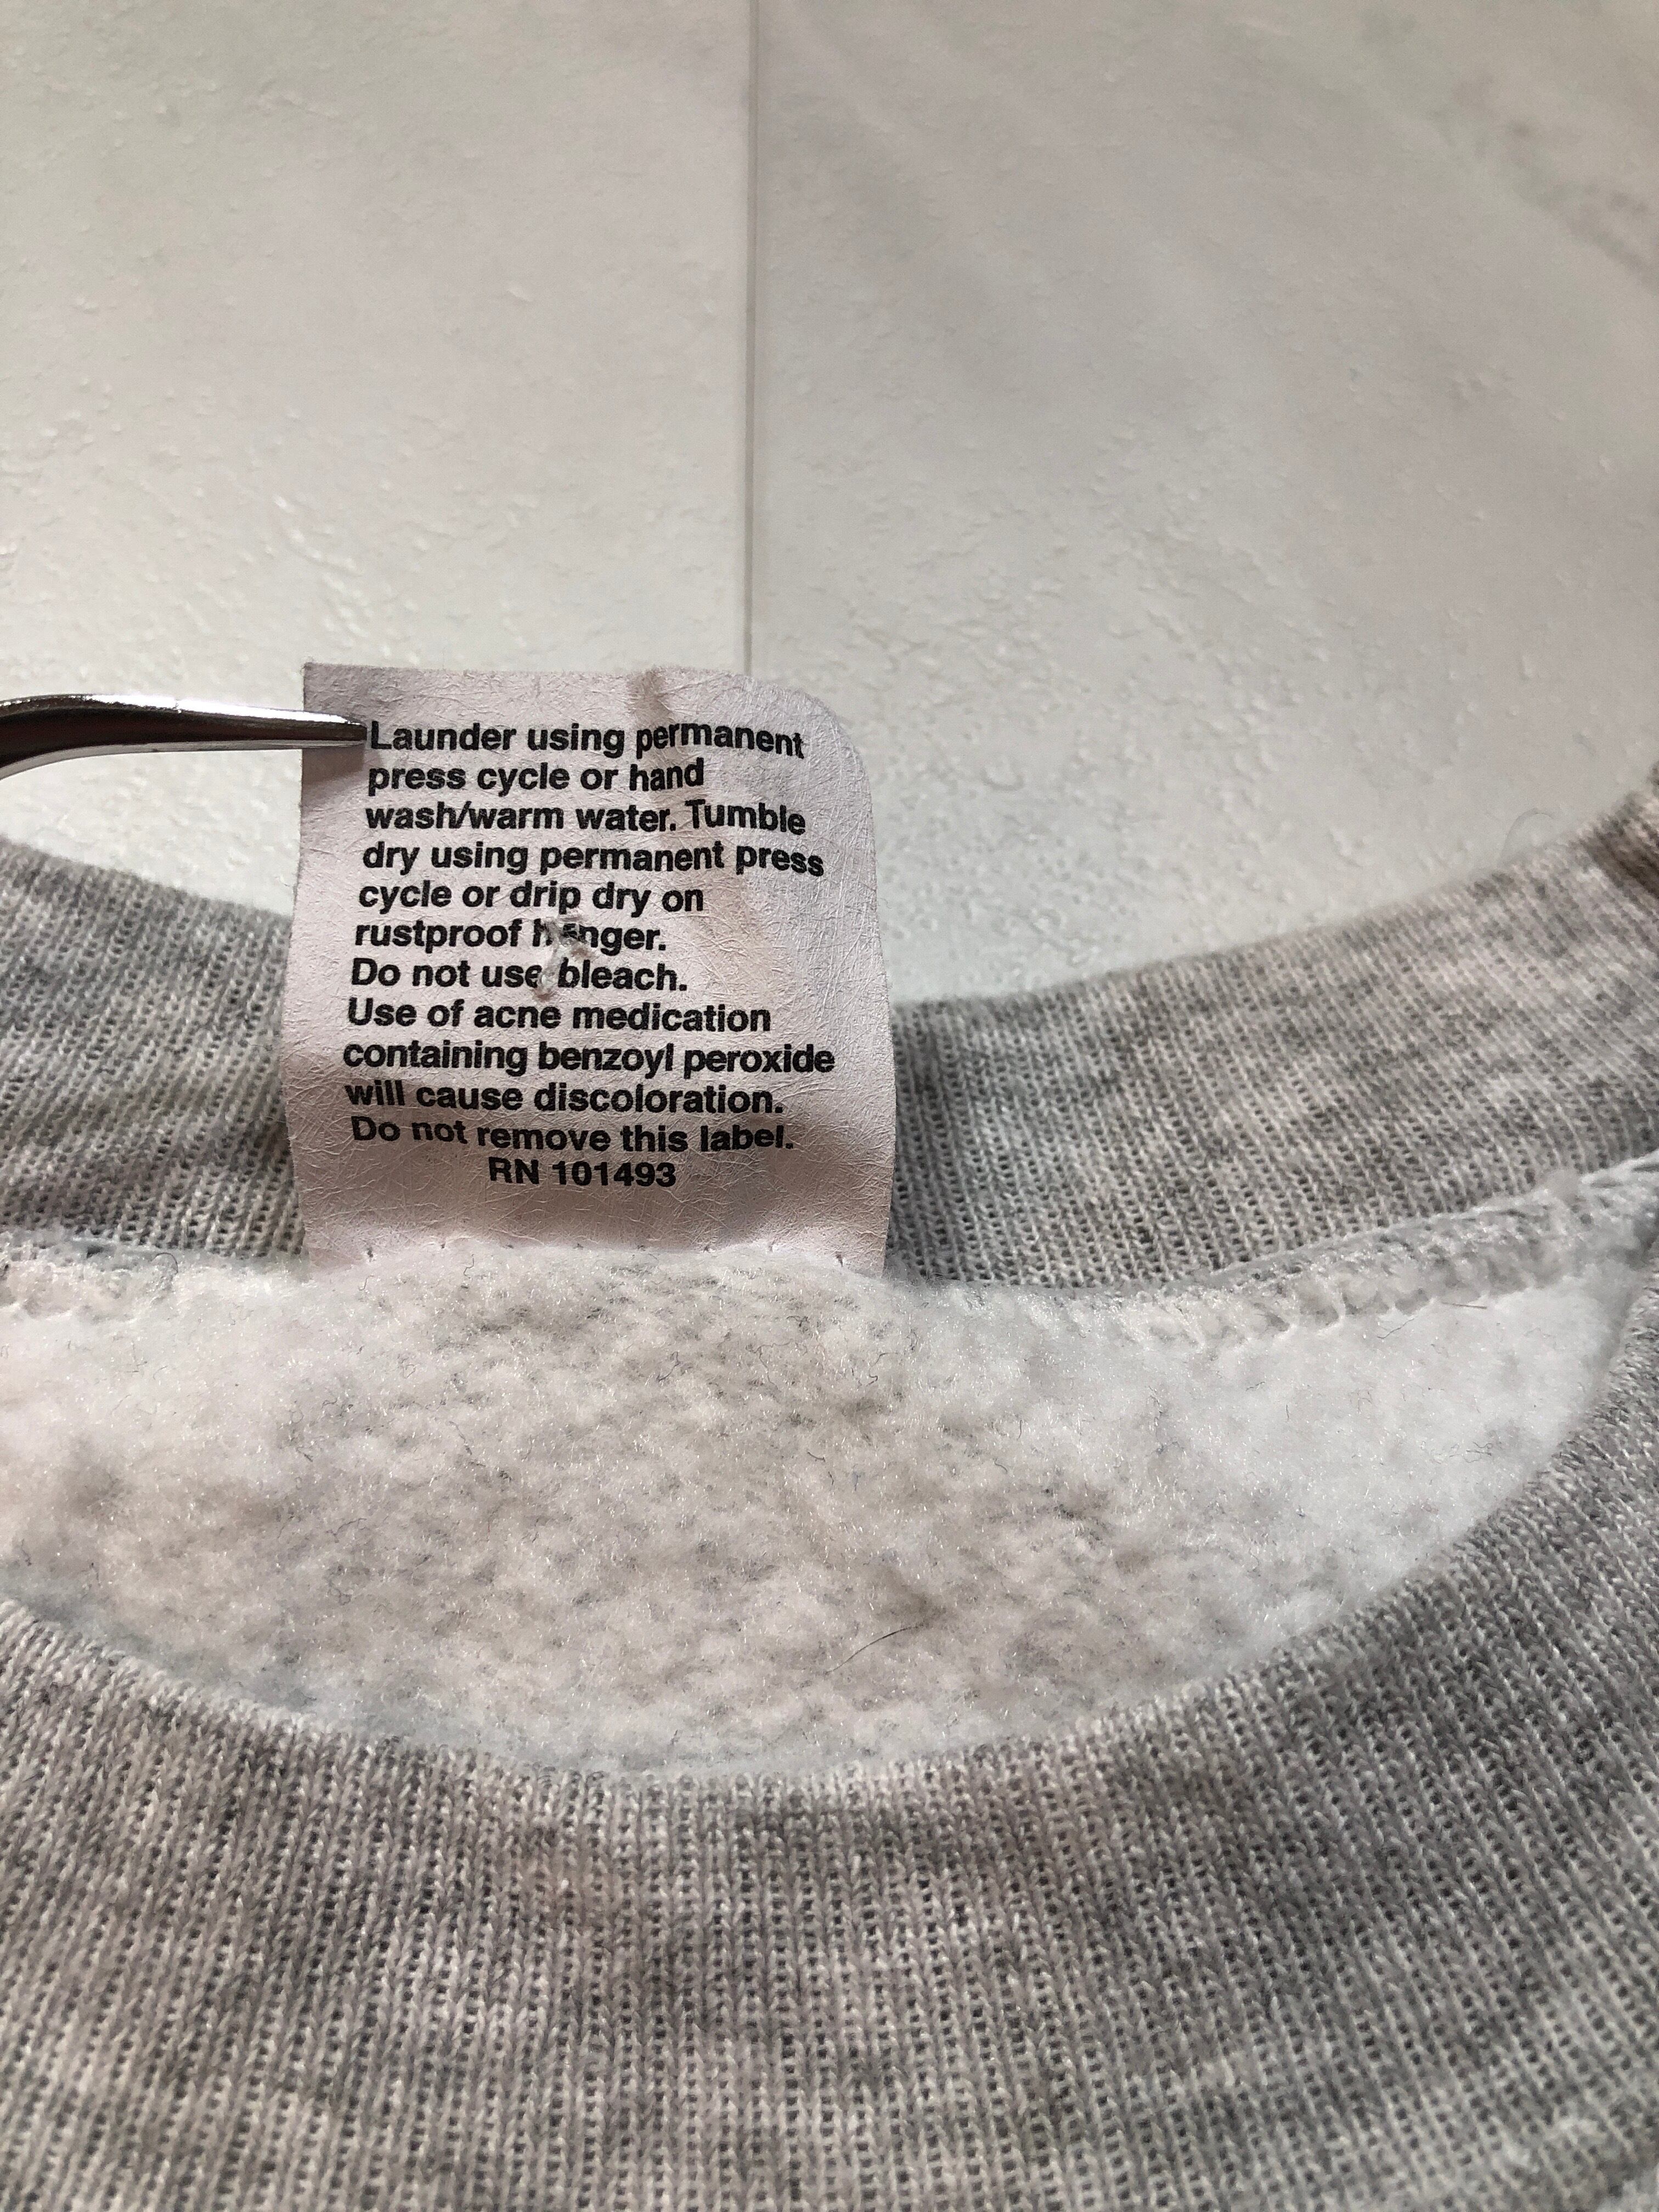 Launder using permanent
press cycle or hand
wash/warm water. Tumble
dry using permanent press
cycle or drip dry on
rustproof hanger.
Do not use bleach.
Use of acne medication
containing benzoyl peroxide
will cause discoloration.
Do not remove this label.
RN 101493